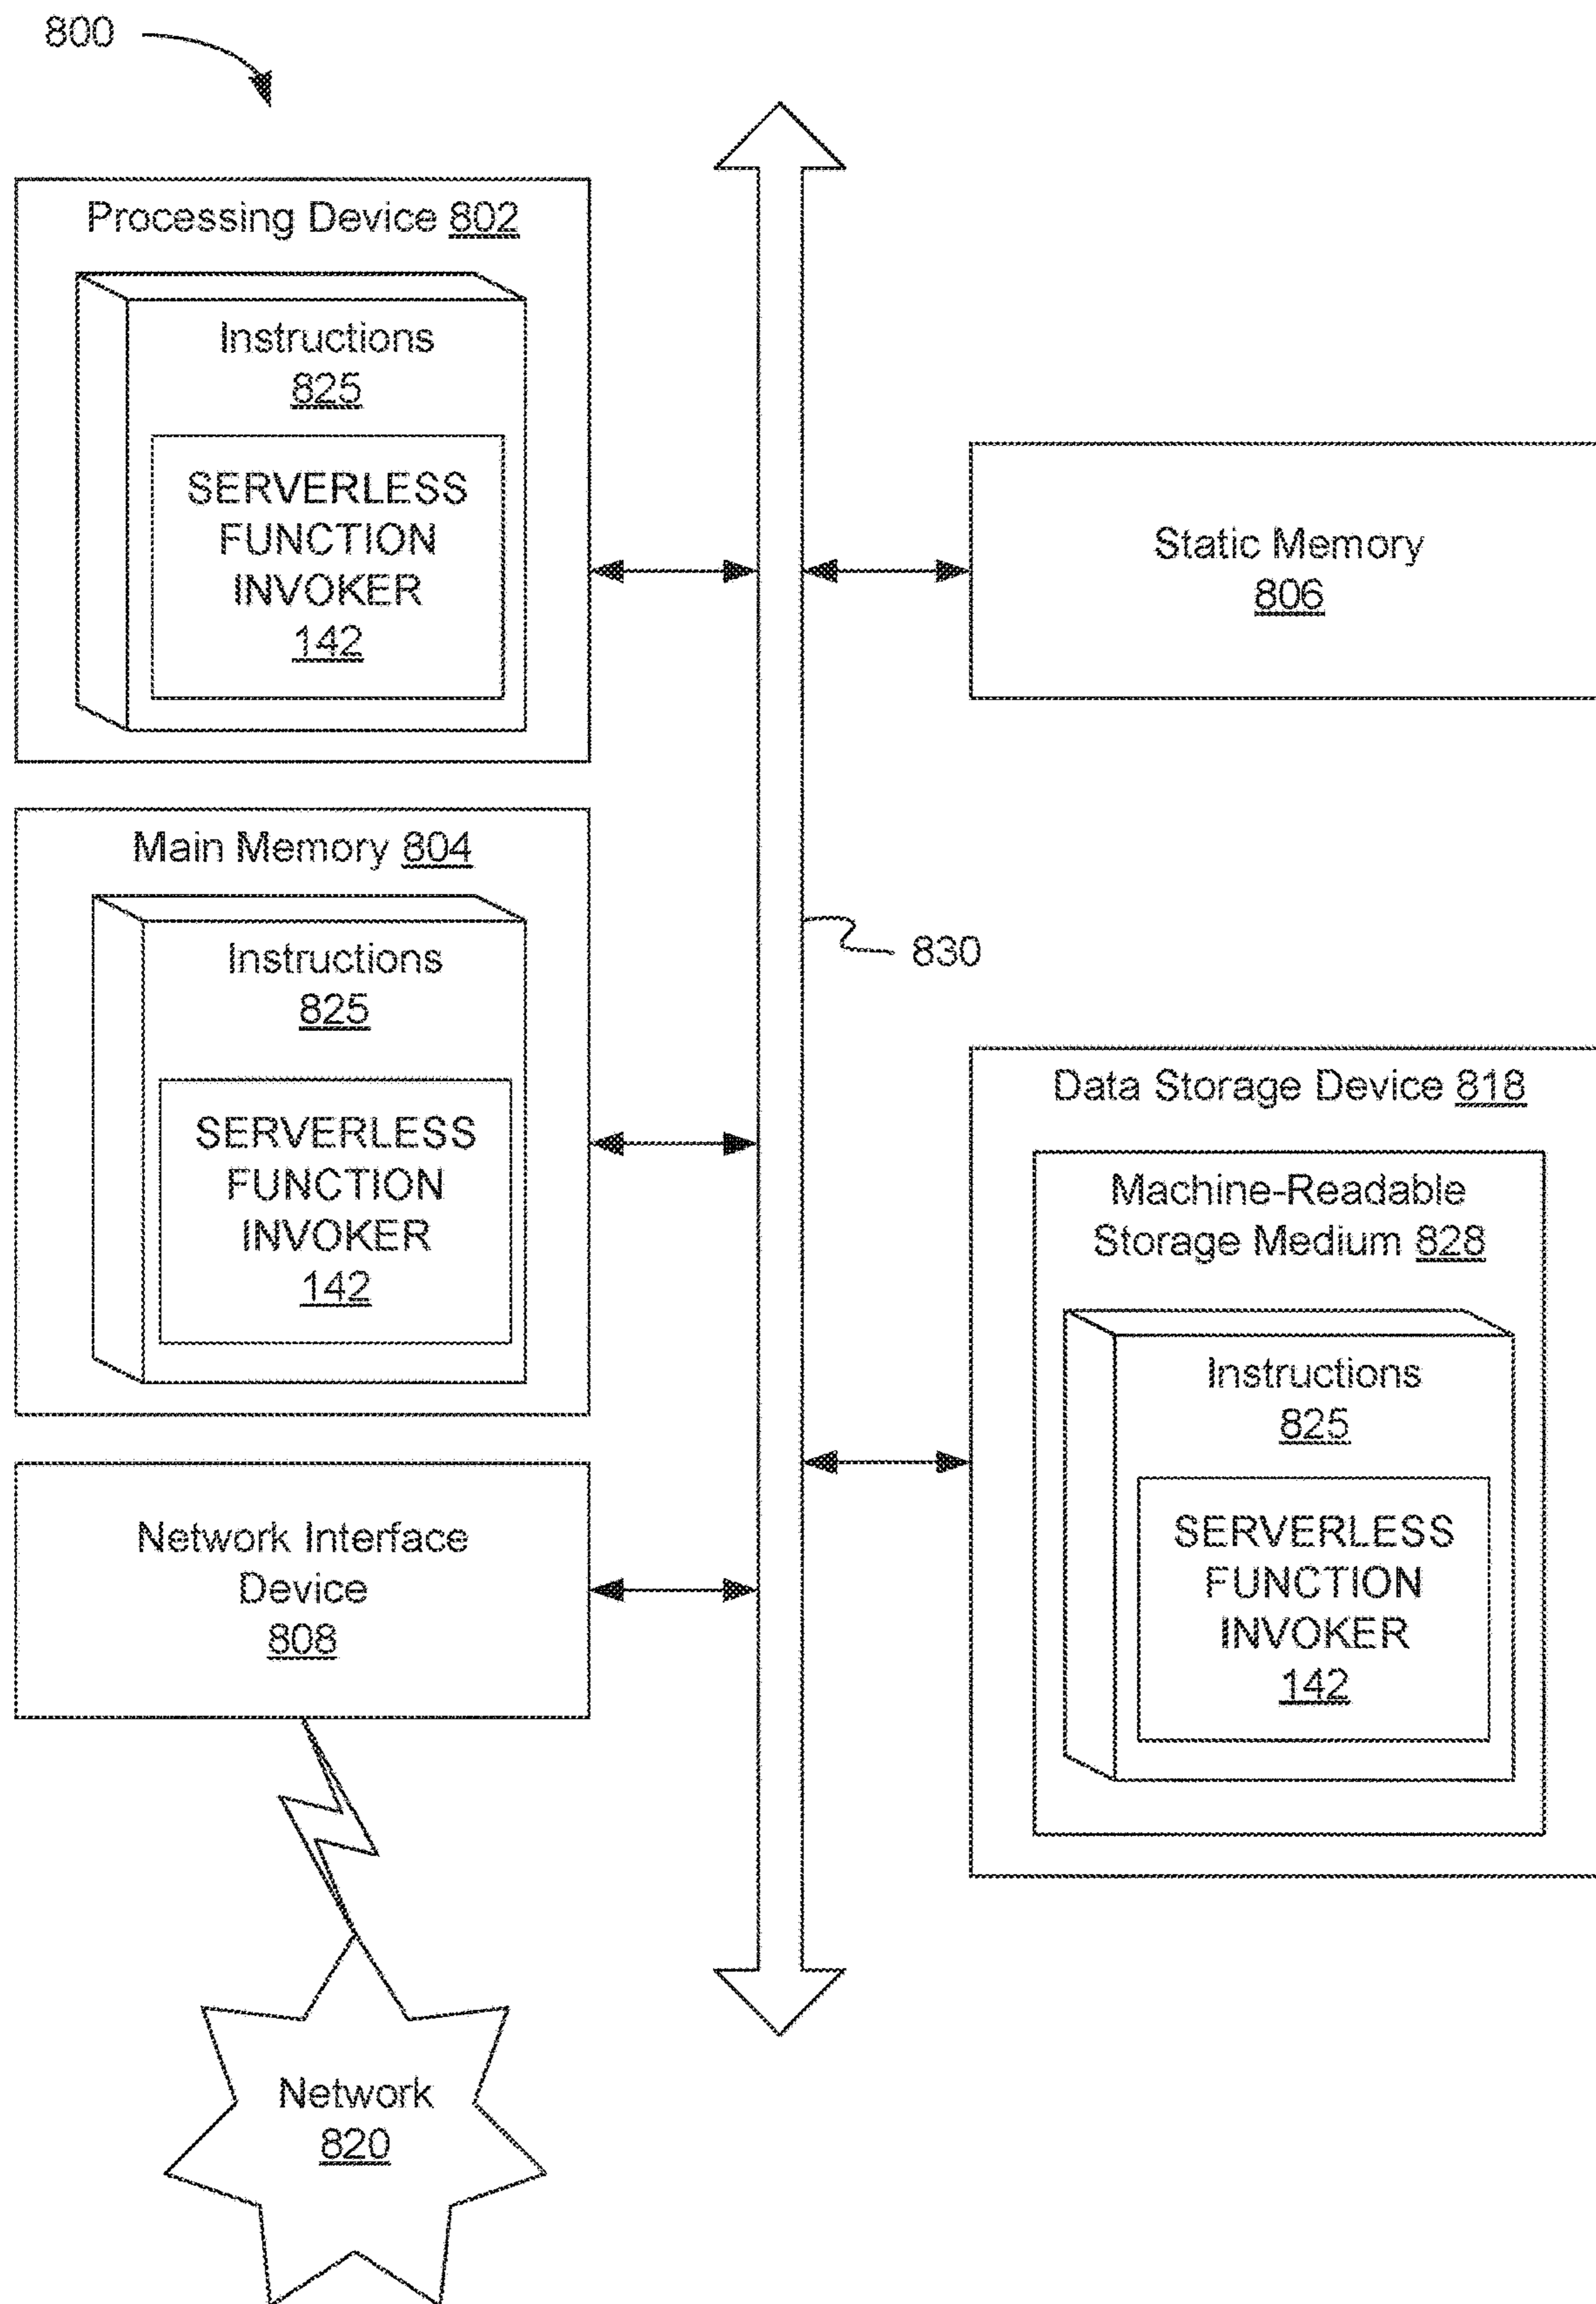 800
Processing Device 802
Instructions
825
SERVERLESS
FUNCTION
INVOKER
142
Static Memory
806
Main Memory 804
Instructions
825
SERVERLESS
FUNCTION
INVOKER
142
830
Data Storage Device 818
Machine-Readable
Storage Medium 828
Instructions
825
SERVERLESS
FUNCTION
INVOKER
142
Network Interface
Device
808
Network
820